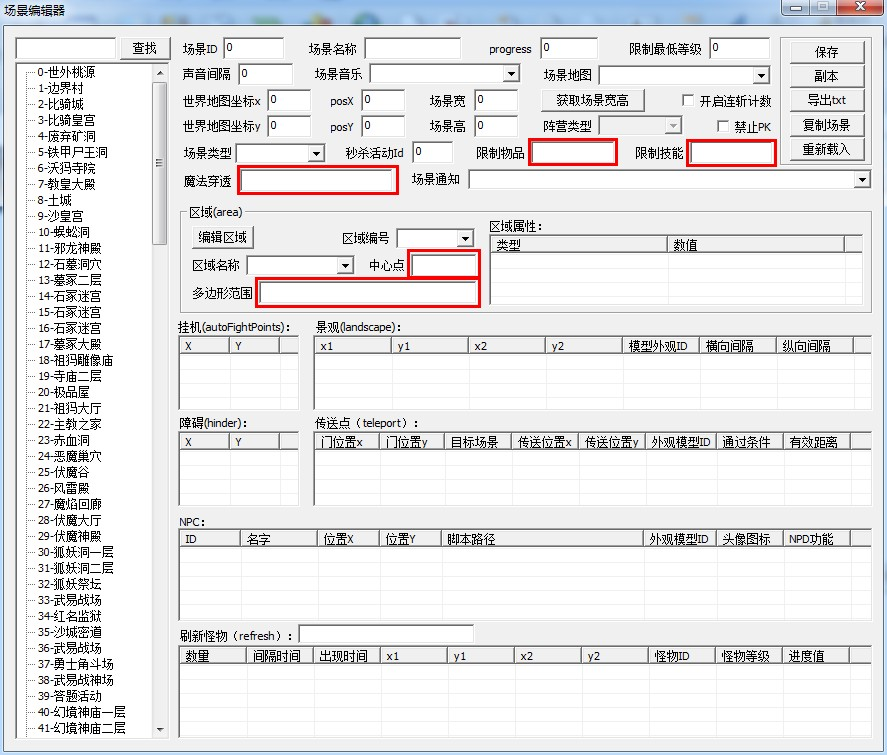 场景编辑器
查找
0-世外桃源
1-边界村
2-比骑城
3-比骑皇宫
4-废弃矿洞
5-铁甲尸王洞
6-沃玛寺院
7-教皇大殿
8-土城
9-沙皇宫
10-蜈蚣洞
11-邪龙神殿
12-石墓洞穴
13-墓冢二层
14-石冢迷宫
15-石冢迷宫
16-石冢迷宫
17-墓冢大殿
18-祖玛雕像庙
19-寺庙二层
20-极品屋
21-祖玛大厅
22-主教之家
23-赤血洞
24-恶魔巢穴
25-伏魔谷
26-风雷殿
27-魔焰回廊
28-伏魔大厅
29-伏魔神殿
30-狐妖洞一层
31-狐妖洞二层
32-狐妖祭坛
33-武易战场
34-红名监狱
35-沙城密道
36-武易战场
37-勇士角斗场
38-武易战神场
39-答题活动
40-幻境神庙一层
41-幻境神庙二层
场景ID 0 场景名称 progress 0 限制最低等级 0
声音间隔 0 场景音乐 场景地图
世界地图坐标x 0 posX 0 场景宽 0 获取场景宽高 开启连斩计数
世界地图坐标y 0 posY 0 场景高 0 阵营类型 禁止PK
场景类型 秒杀活动Id 0 限制物品 限制技能
魔法穿透 场景通知
保存
副本
导出txt
复制场景
重新载入
区域(area)
编辑区域 区域编号
区域名称 中心点
多边形范围
区域属性：
类型 数值
挂机(autoFightPoints)：
X Y
景观(landscape)：
x1 y1 x2 y2 模型外观ID 横向间隔 纵向间隔
障碍(hinder)：
X Y
传送点（teleport）：
门位置x 门位置y 目标场景 传送位置x 传送位置y 外观模型ID 通过条件 有效距离
NPC：
ID 名字 位置X 位置Y 脚本路径 外观模型ID 头像图标 NPD功能
刷新怪物（refresh）：
数量 间隔时间 出现时间 x1 y1 x2 y2 怪物ID 怪物等级 进度值